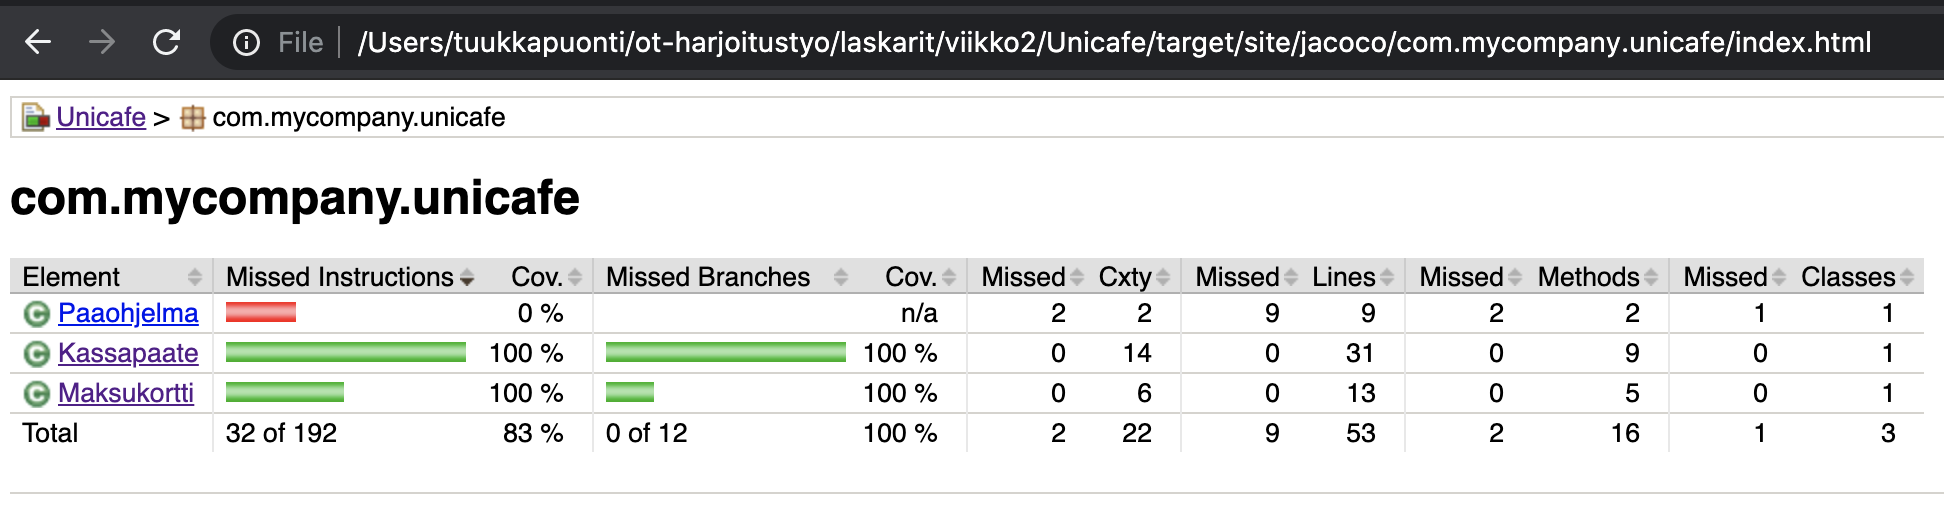 File /Users/tuukkapuonti/ot-harjoitustyo/laskarit/viikko2/Unicafe/target/site/jacoco/com.mycompany.unicafe/index.html
Unicafe > com.mycompany.unicafe
com.mycompany.unicafe
Element Missed Instructions Cov. Missed Branches Cov. Missed Cxty Missed Lines Missed Methods Missed Classes
C Paaohjelma 0 % n/a 2 2 9 9 2 2 1 1
C Kassapaate 100 % 100 % 0 14 0 31 0 9 0 1
C Maksukortti 100 % 100 % 0 6 0 13 0 5 0 1
Total 32 of 192 83 % 0 of 12 100 % 2 22 9 53 2 16 1 3